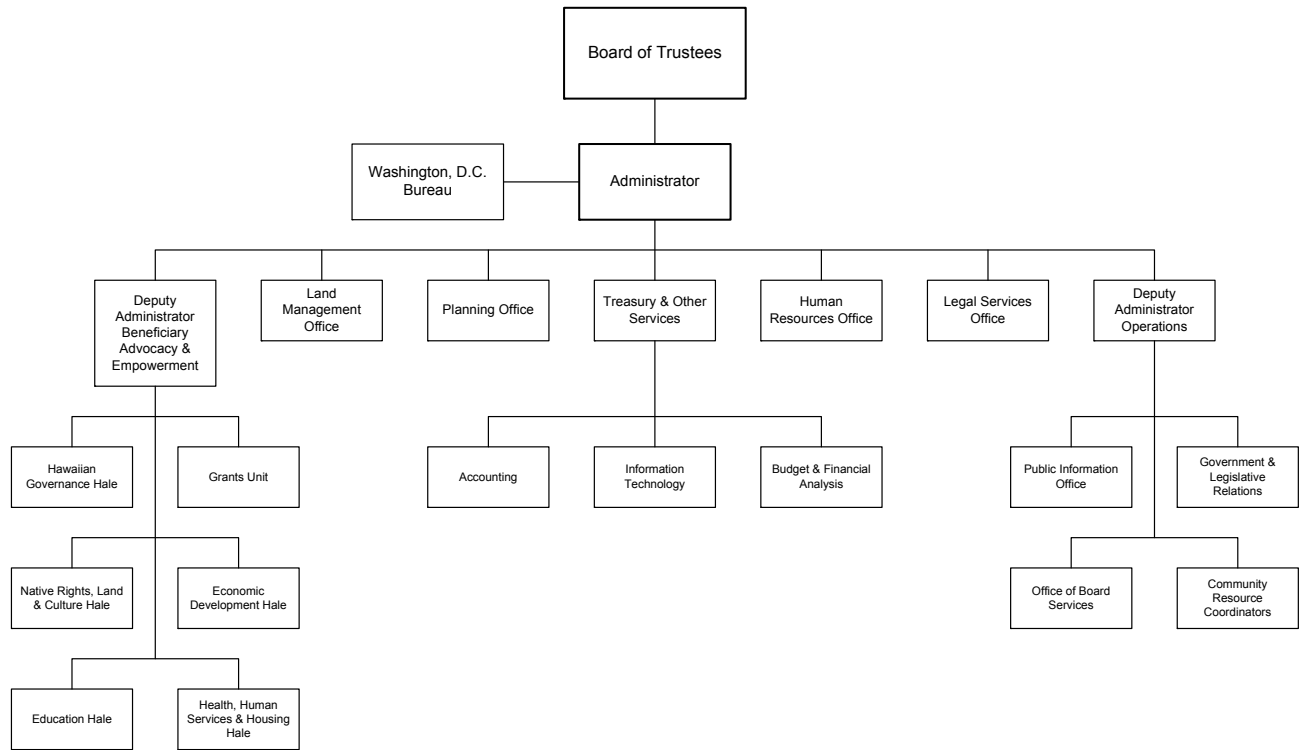 Board of Trustees
Washington, D.C.
Bureau
Administrator
Deputy
Administrator
Beneficiary
Advocacy &
Empowerment
Land
Management
Office
Planning Office
Treasury & Other
Services
Human
Resources Office
Legal Services
Office
Deputy
Administrator
Operations
Hawaiian
Governance Hale
Grants Unit
Accounting
Information
Technology
Budget & Financial
Analysis
Public Information
Office
Government &
Legislative
Relations
Native Rights, Land
& Culture Hale
Economic
Development Hale
Office of Board
Services
Community
Resource
Coordinators
Education Hale
Health, Human
Services & Housing
Hale